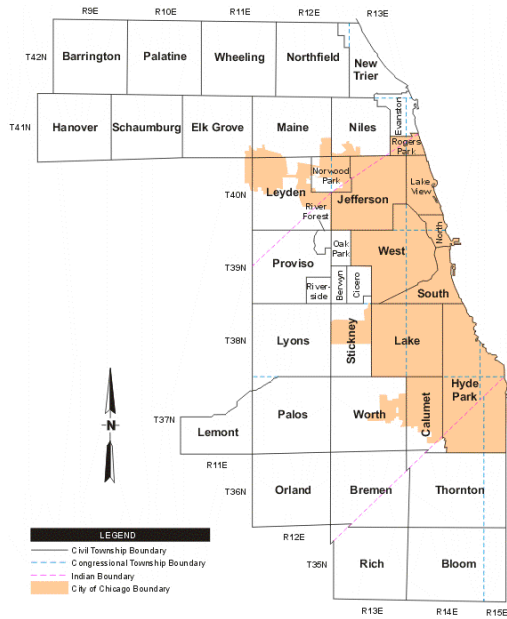 R9E R10E R11E R12E R13E
T42N
Barrington
Palatine
Wheeling
Northfield
New
Trier
T41N
Hanover
Schaumburg
Elk Grove
Maine
Niles
Evanston
Rogers
Park
T40N
Leyden
Norwood
Park
Jefferson
Lake
View
River
Forest
North
T39N
Proviso
Oak
Park
West
River-
side
Berwyn
Cicero
South
T38N
Lyons
Stickney
Lake
Hyde
Park
T37N
Lemont
Palos
Worth
Calumet
N
R11E
T36N
Orland
Bremen
Thornton
R12E
T35N
Rich
Bloom
R13E R14E R15E
LEGEND
Civil Township Boundary
Congressional Township Boundary
Indian Boundary
City of Chicago Boundary